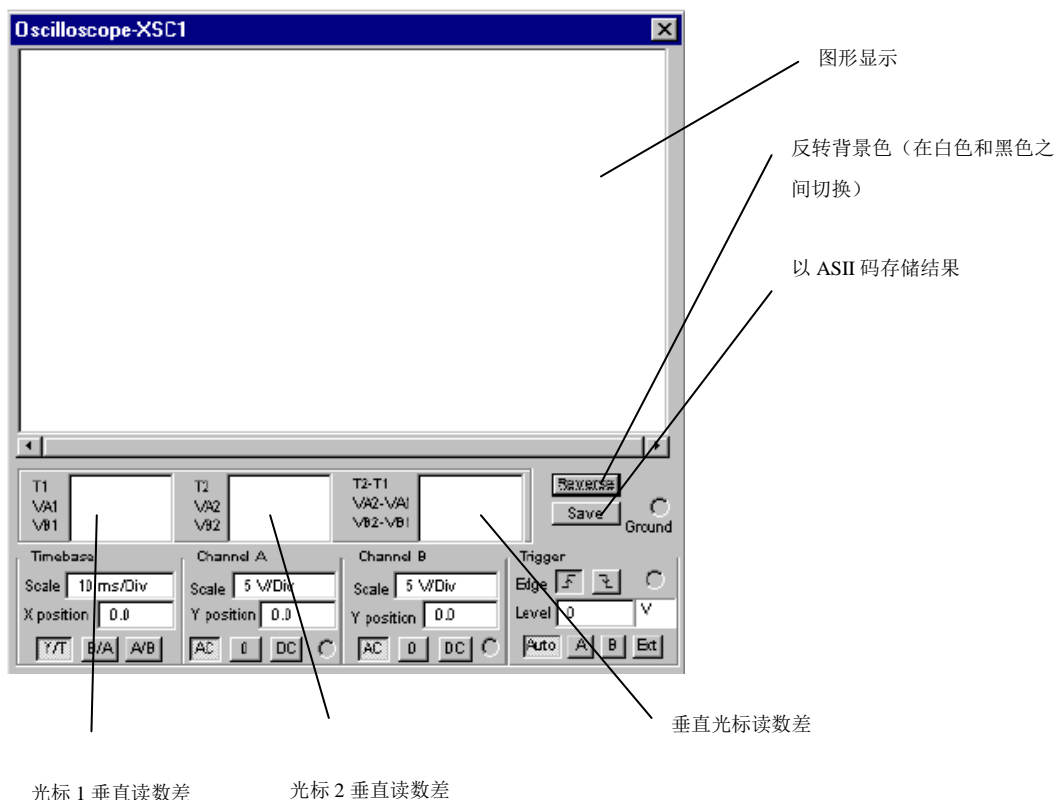 Oscilloscope-XSC1
图形显示
反转背景色（在白色和黑色之
间切换）
以 ASII 码存储结果
T1
VA1
VB1
T2
VA2
VB2
T2-T1
VA2-VA1
VB2-VB1
Reverse
Save
Ground
Timebase
Scale 10 ms/Div
X position 0.0
Y/T B/A A/B
Channel A
Scale 5 V/Div
Y position 0.0
AC 0 DC
Channel B
Scale 5 V/Div
Y position 0.0
AC 0 DC
Trigger
Edge
Level 0 V
Auto A B Ext
垂直光标读数差
光标 1 垂直读数差
光标 2 垂直读数差